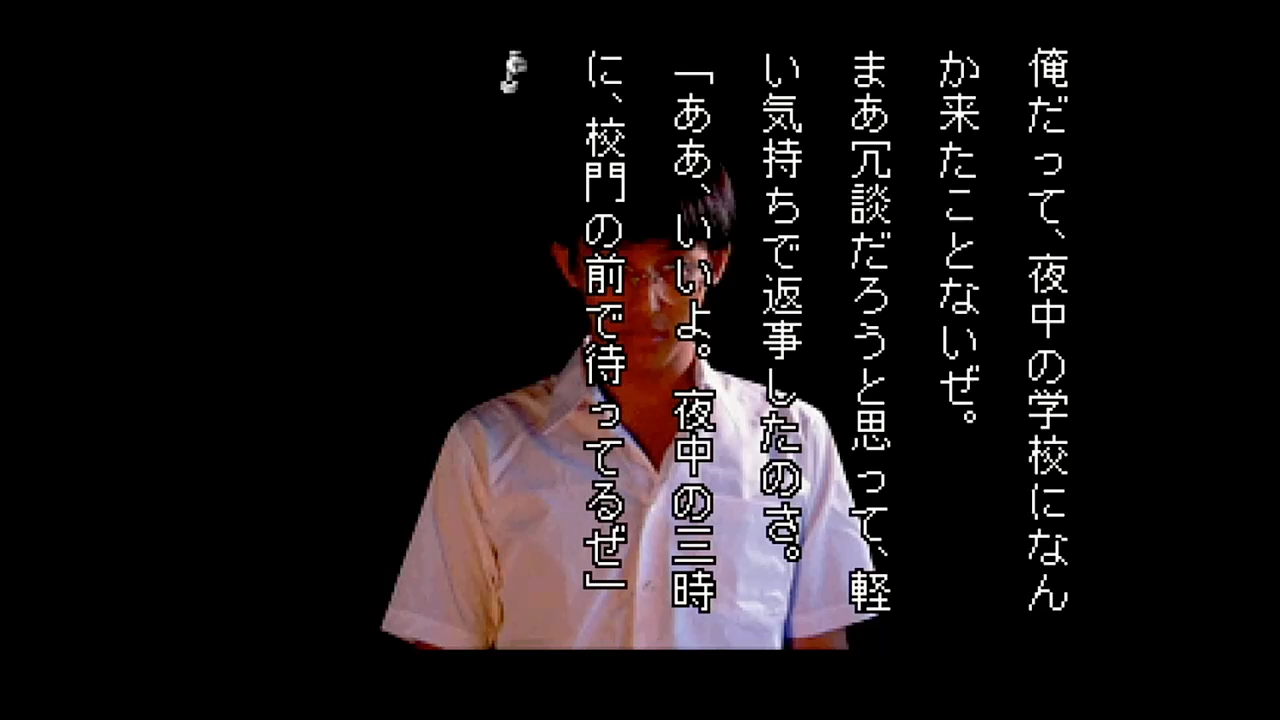 俺だって、夜中の学校になん
か来たことないぜ。
まあ冗談だろうと思って、軽
い気持ちで返事したのさ。
「ああ、いいよ。夜中の三時
に、校門の前で待ってるぜ」